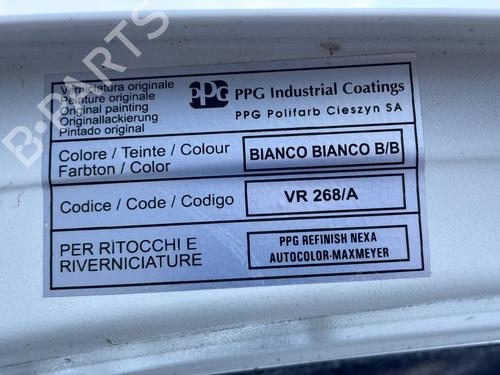 Verniciatura originale
Peinture originale
Original painting
Originallackierung
Pintado original
PPG PPG Industrial Coatings
PPG Polifarb Cieszyn SA
Colore / Teinte / Colour
Farbton / Color
BIANCO BIANCO B/B
Codice / Code / Codigo
VR 268/A
PER RITOCCHI E
RIVERNICIATURE
PPG REFINISH NEXA
AUTOCOLOR-MAXMEYER
B-PARTS